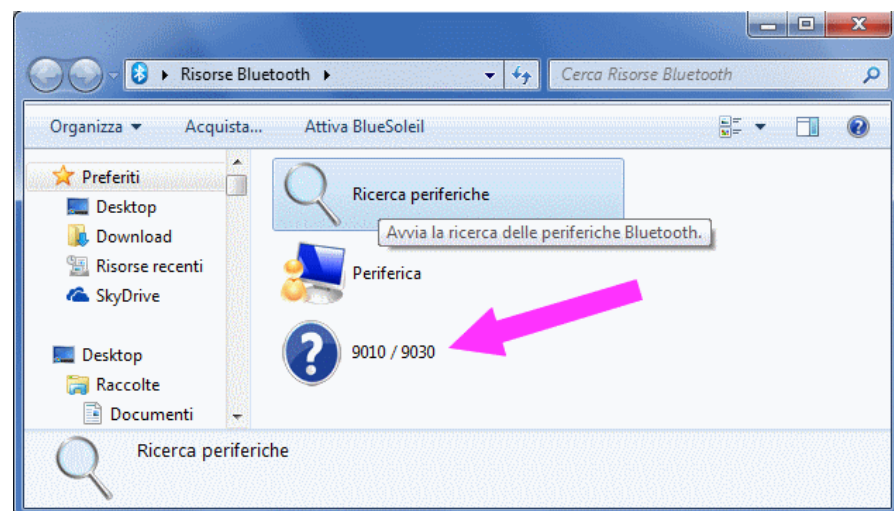 Risorse Bluetooth
Cerca Risorse Bluetooth
Organizza
Acquista...
Attiva BlueSoleil
Preferiti
Desktop
Download
Risorse recenti
SkyDrive
Desktop
Raccolte
Documenti
Ricerca periferiche
Avvia la ricerca delle periferiche Bluetooth.
Periferica
9010 / 9030
Ricerca periferiche